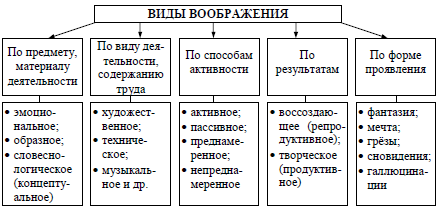 ВИДЫ ВООБРАЖЕНИЯ
По предмету,
материалу
деятельности
По виду дея-
тельности,
содержанию
труда
По способам
активности
По
результатам
По форме
проявления
• эмоцио-
нальное;
• образное;
• словесно-
логическое
(концепту-
альное)
• художест-
венное;
• техниче-
ское;
• музыкаль-
ное и др.
• активное;
• пассивное;
• преднаме-
ренное;
• непредна-
меренное
• воссоздаю-
щее (репро-
дуктивное);
• творческое
(продуктив-
ное)
• фантазия;
• мечта;
• грёзы;
• сновидения;
• галлюцина-
ции